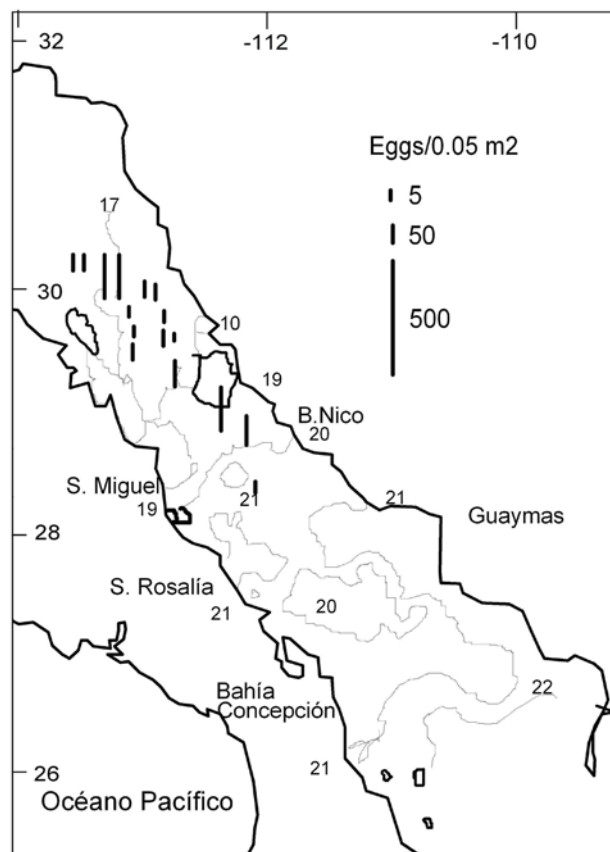 32
-112
-110
Eggs/0.05 m2
5
50
500
17
30
10
19
B.Nico
20
S. Miguel
19
21
21
Guaymas
28
S. Rosalía
21
20
22
Bahía
Concepción
21
26
Océano Pacífico